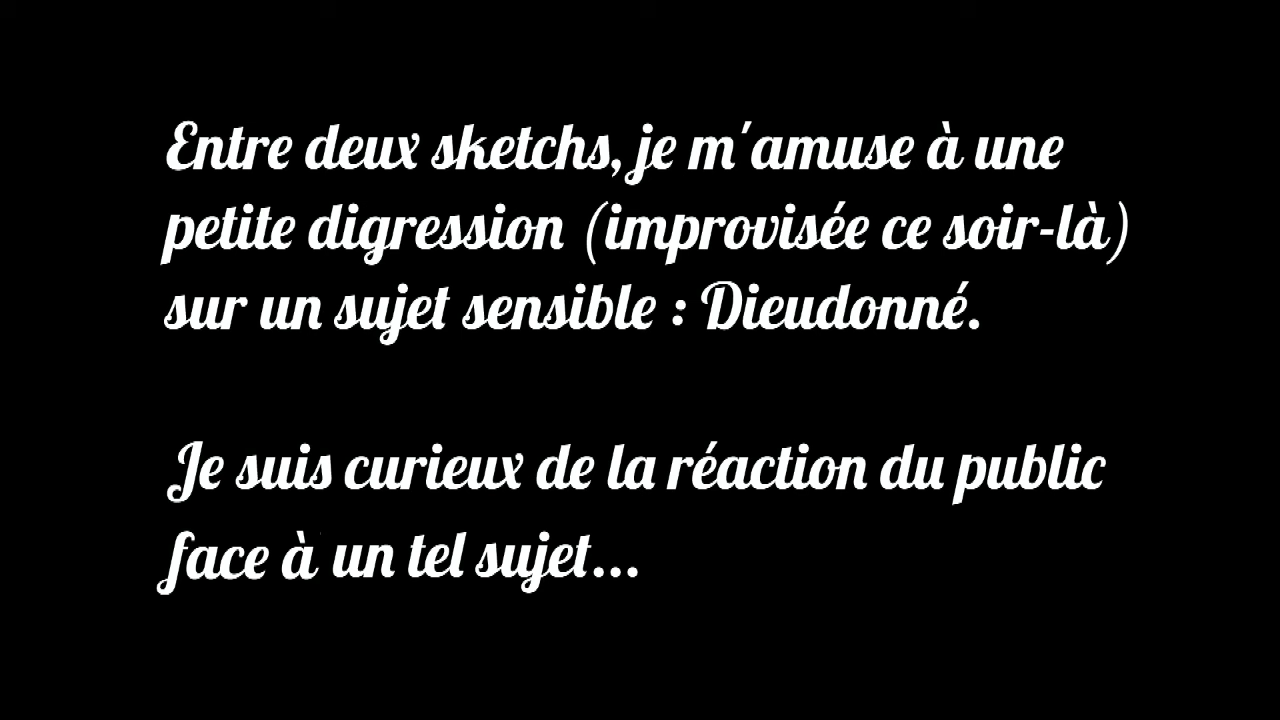 Entre deux sketchs, je m'amuse à une
petite digression (improvisée ce soir-là)
sur un sujet sensible : Dieudonné.
Je suis curieux de la réaction du public
face à un tel sujet...